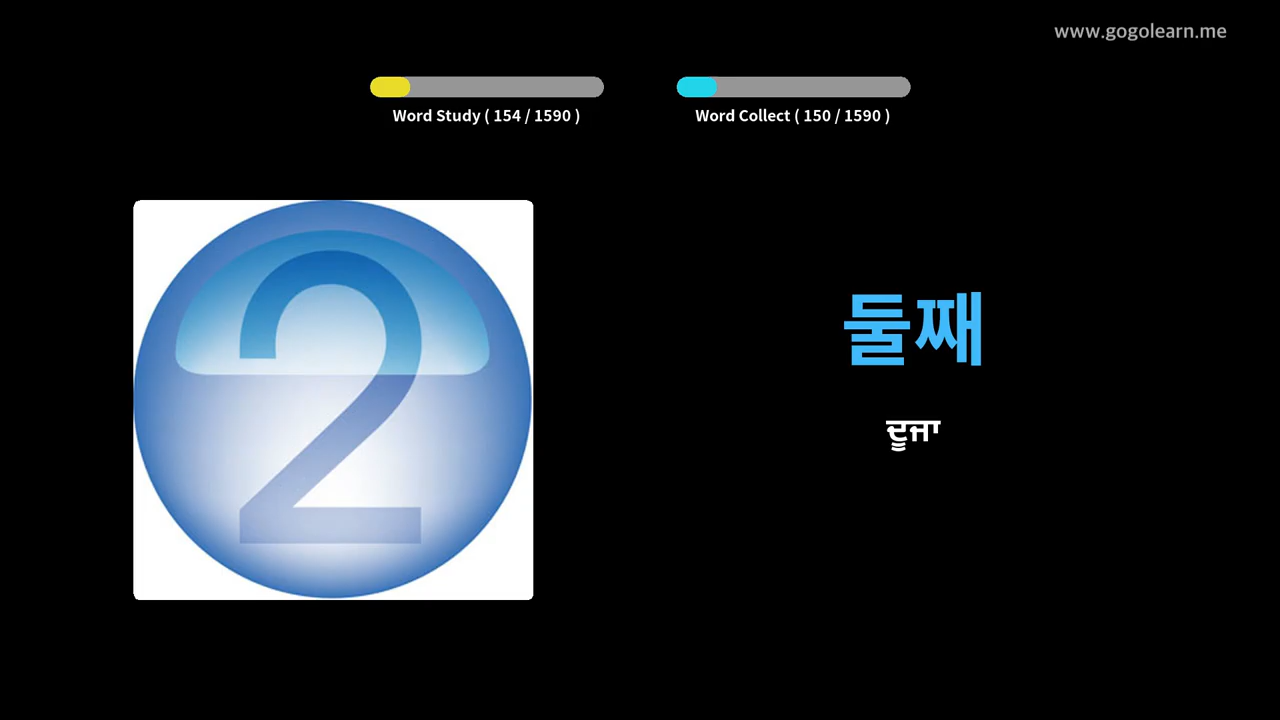 www.gogolearn.me
Word Study ( 154 / 1590 )
Word Collect ( 150 / 1590 )
2
둘째
ਦੂਜਾ